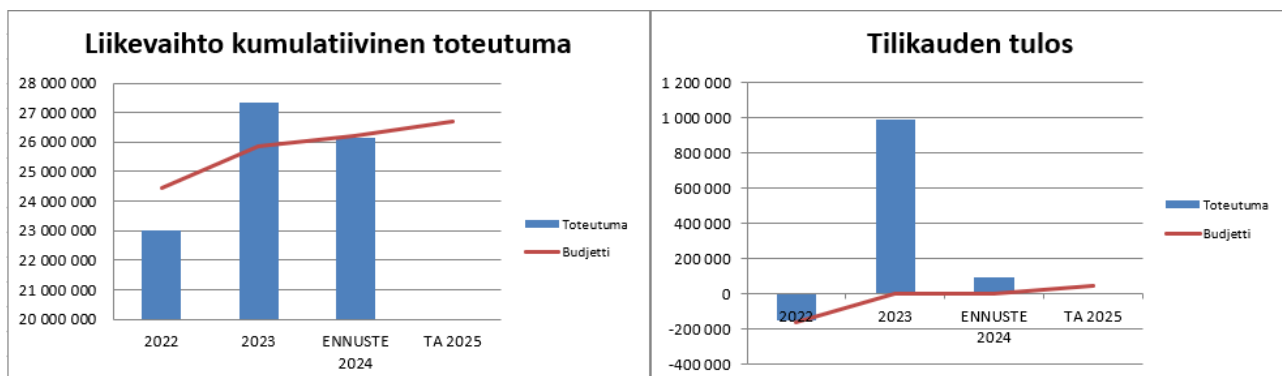 Liikevaihto kumulatiivinen toteutuma
28 000 000
27 000 000
26 000 000
25 000 000
24 000 000
23 000 000
22 000 000
21 000 000
20 000 000
2022
2023
ENNUSTE
2024
TA 2025
Toteutuma
Budjetti
Tilikauden tulos
1 200 000
1 000 000
800 000
600 000
400 000
200 000
0
-200 000
-400 000
2022
2023
ENNUSTE
2024
TA 2025
Toteutuma
Budjetti